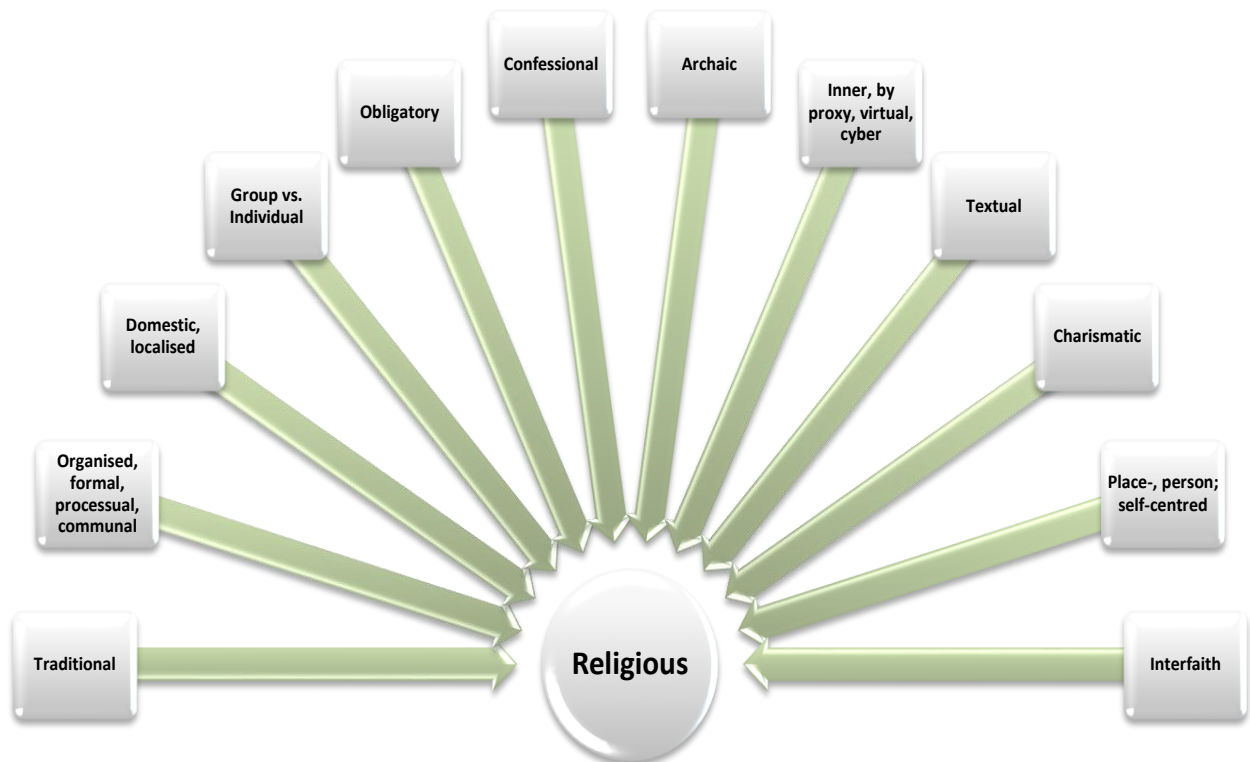 Confessional
Archaic
Obligatory
Inner, by
proxy, virtual,
cyber
Group vs.
Individual
Textual
Domestic,
localised
Charismatic
Organised,
formal,
processual,
communal
Place-, person;
self-centred
Traditional
Religious
Interfaith